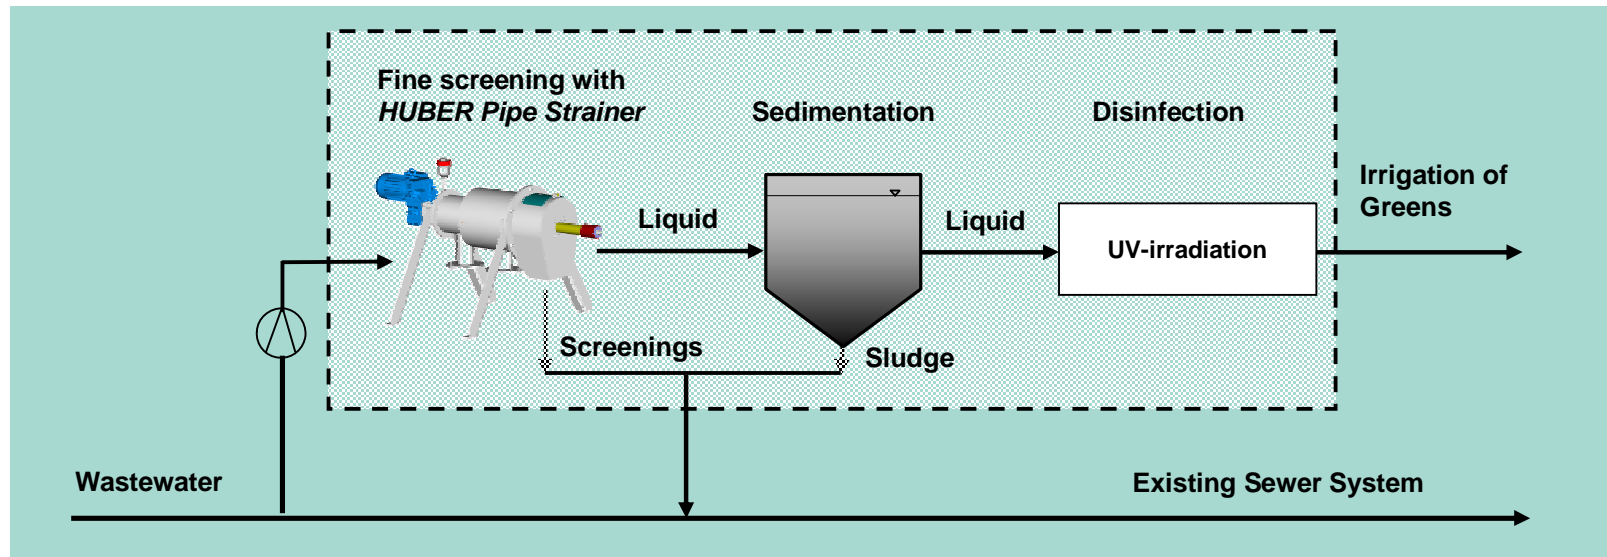 Fine screening with
HUBER Pipe Strainer
Sedimentation
Disinfection
Irrigation of
Greens
Liquid
Liquid
UV-irradiation
Screenings
Sludge
Wastewater
Existing Sewer System